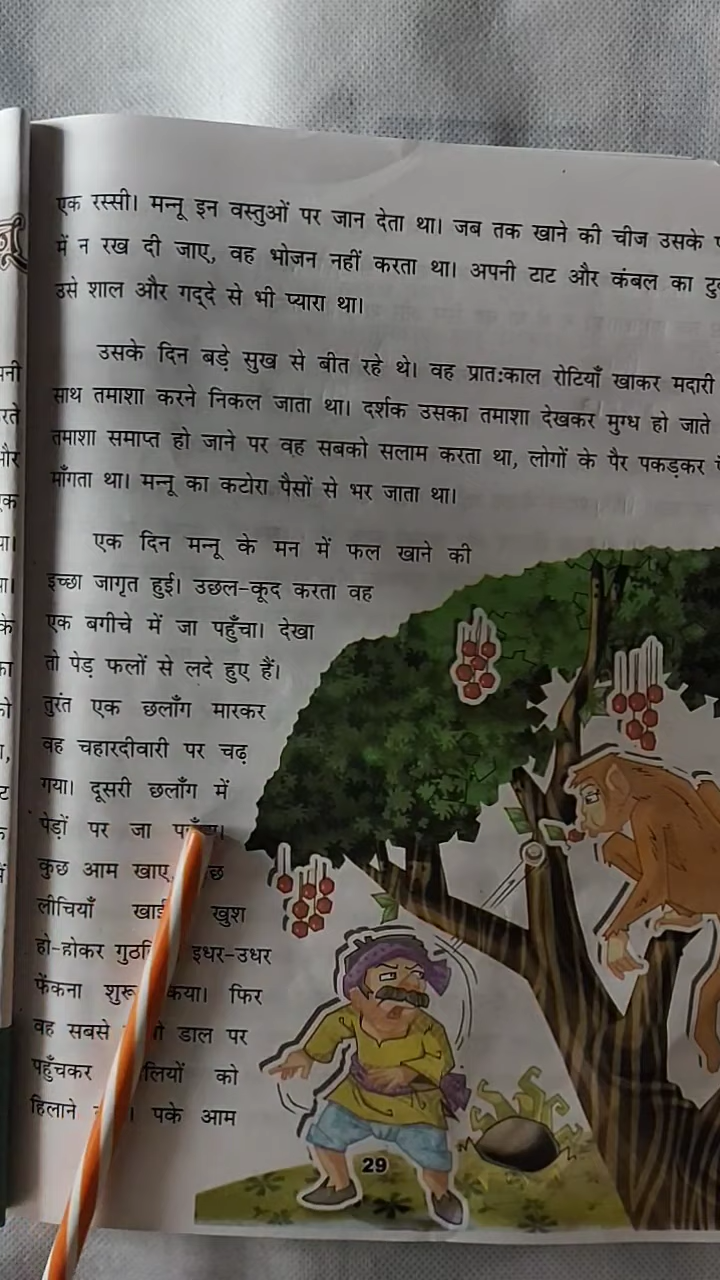 एक रस्सी। मन्नू इन वस्तुओं पर जान देता था। जब तक खाने की चीज उसके
में न रख दी जाए, वह भोजन नहीं करता था। अपनी टाट और कंबल का
उसे शाल और गद्दे से भी प्यारा था।
उसके दिन बड़े सुख से बीत रहे थे। वह प्रात:काल रोटियाँ खाकर मदारी
साथ तमाशा करने निकल जाता था। दर्शक उसका तमाशा देखकर मुग्ध हो जाते
तमाशा समाप्त हो जाने पर वह सबको सलाम करता था, लोगों के पैर पकड़कर
माँगता था। मन्नू का कटोरा पैसों से भर जाता था।
एक दिन मन्नू के मन में फल खाने की
इच्छा जागृत हुई। उछल-कूद करता वह
एक बगीचे में जा पहुँचा। देखा
तो पेड़ फलों से लदे हुए हैं।
तुरंत एक छलाँग मारकर
वह चहारदीवारी पर चढ़
गया। दूसरी छलाँग में
पेड़ों पर जा
कुछ आम खाए,
लीचियाँ खुश
हो-होकर इधर-उधर
फेंकना फिर
वह सबसे डाल पर
पहुँचकर को
हिलाने पके आम
29